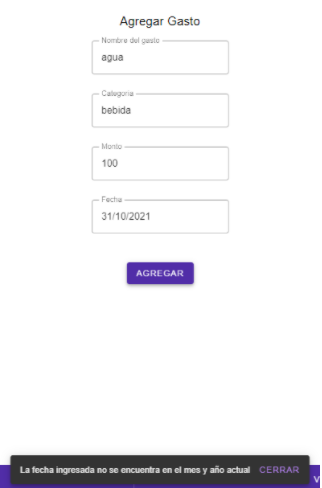 Agregar Gasto
Nombre del gasto
agua
Categoria
bebida
Monto
100
Fecha
31/10/2021
AGREGAR
La fecha ingresada no se encuentra en el mes y año actual CERRAR
V